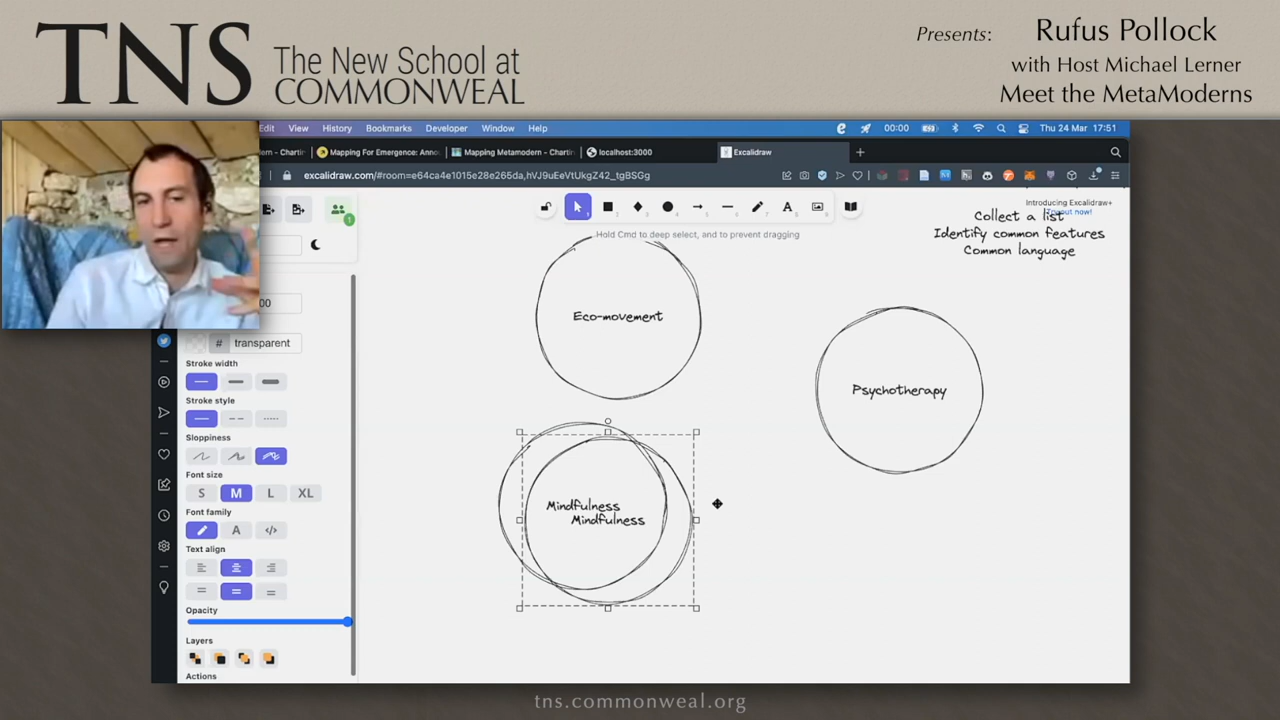 TNS The New School at
COMMONWEAL
Presents: Rufus Pollock
with Host Michael Lerner
Meet the MetaModerns
Edit View History Bookmarks Developer Window Help
00:00 Thu 24 Mar 17:51
Mapping For Emergence: Anno
Mapping Metamodern - Chartin
localhost:3000
Excalidraw
excalidraw.com/#room=e64ca4e1015e28e265da,hVJ9uEeVtUkgZ42_tgBSGg
Hold Cmd to deep select, and to prevent dragging
Introducing Excalidraw+
Collect a list
Identify common features
Common language
Eco-movement
Psychotherapy
Mindfulness
Mindfulness
00
# transparent
Stroke width
Stroke style
Sloppiness
Font size
S M L XL
Font family
A </>
Text align
Opacity
Layers
Actions
tns.commonweal.org